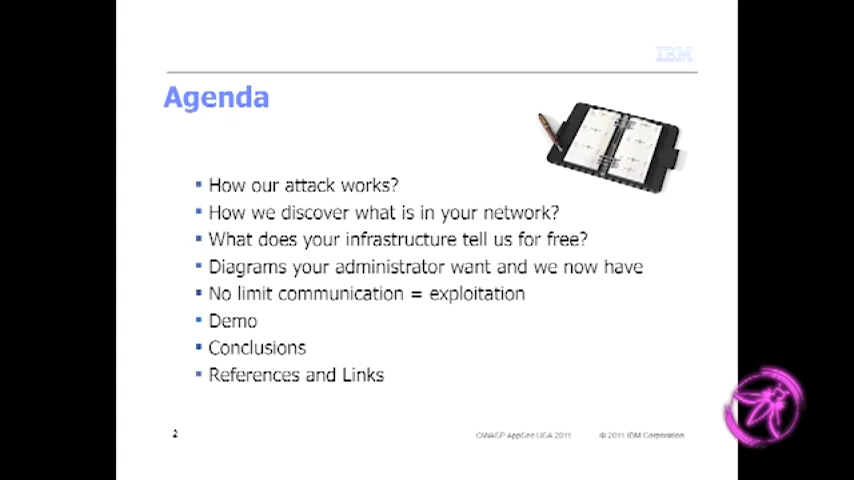 IBM
Agenda
▪ How our attack works?
▪ How we discover what is in your network?
▪ What does your infrastructure tell us for free?
▪ Diagrams your administrator want and we now have
▪ No limit communication = exploitation
▪ Demo
▪ Conclusions
▪ References and Links
2 OWASP AppSec USA 2011 © 2011 IBM Corporation